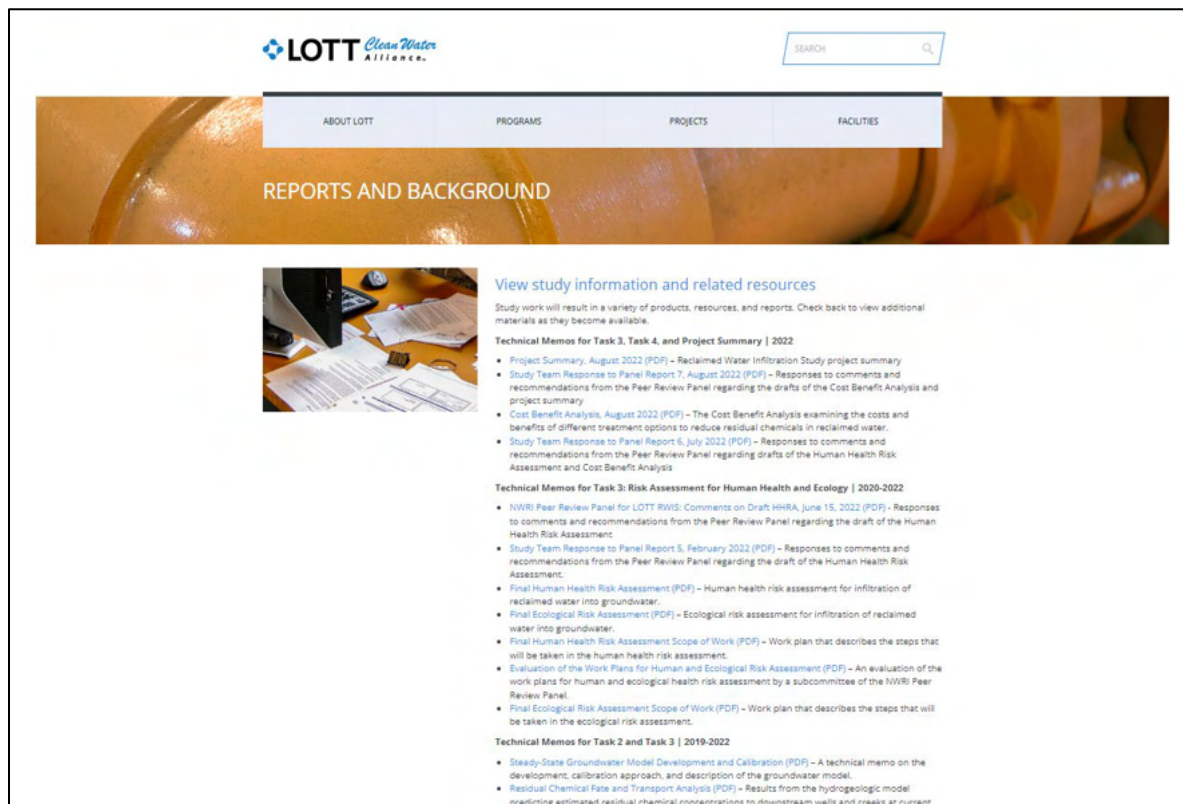 LOTT Clean Water
Alliance
SEARCH
ABOUT LOTT PROGRAMS PROJECTS FACILITIES
REPORTS AND BACKGROUND
View study information and related resources
Study work will result in a variety of products, resources, and reports. Check back to view additional
materials as they become available.
Technical Memos for Task 3, Task 4, and Project Summary | 2022
Project Summary, August 2022 (PDF) – Reclaimed Water Infiltration Study project summary
Study Team Response to Panel Report 7, August 2022 (PDF) – Responses to comments and
recommendations from the Peer Review Panel regarding the drafts of the Cost Benefit Analysis and
project summary
Cost Benefit Analysis, August 2022 (PDF) – The Cost Benefit Analysis examining the costs and
benefits of different treatment options to reduce residual chemicals in reclaimed water.
Study Team Response to Panel Report 6, July 2022 (PDF) – Responses to comments and
recommendations from the Peer Review Panel regarding drafts of the Human Health Risk
Assessment and Cost Benefit Analysis
Technical Memos for Task 3: Risk Assessment for Human Health and Ecology | 2020-2022
NWRI Peer Review Panel for LOTT RWIS: Comments on Draft HHRA, June 15, 2022 (PDF) - Responses
to comments and recommendations from the Peer Review Panel regarding the draft of the Human
Health Risk Assessment
Study Team Response to Panel Report 5, February 2022 (PDF) – Responses to comments and
recommendations from the Peer Review Panel regarding the draft of the Human Health Risk
Assessment.
Final Human Health Risk Assessment (PDF) – Human health risk assessment for infiltration of
reclaimed water into groundwater.
Final Ecological Risk Assessment (PDF) – Ecological risk assessment for infiltration of reclaimed
water into groundwater.
Final Human Health Risk Assessment Scope of Work (PDF) – Work plan that describes the steps that
will be taken in the human health risk assessment.
Evaluation of the Work Plans for Human and Ecological Risk Assessment (PDF) – An evaluation of the
work plans for human and ecological health risk assessment by a subcommittee of the NWRI Peer
Review Panel.
Final Ecological Risk Assessment Scope of Work (PDF) – Work plan that describes the steps that will
be taken in the ecological risk assessment.
Technical Memos for Task 2 and Task 3 | 2019-2022
Steady-State Groundwater Model Development and Calibration (PDF) – A technical memo on the
development, calibration approach, and description of the groundwater model.
Residual Chemical Fate and Transport Analysis (PDF) – Results from the hydrogeologic model
predicting estimated residual chemical concentrations to downstream wells and creeks at current